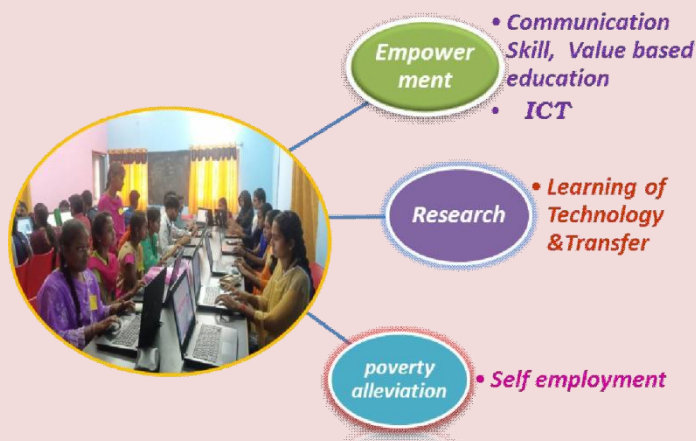 Empower
ment
• Communication
Skill, Value based
education
• ICT
Research
• Learning of
Technology
&Transfer
poverty
alleviation
• Self employment